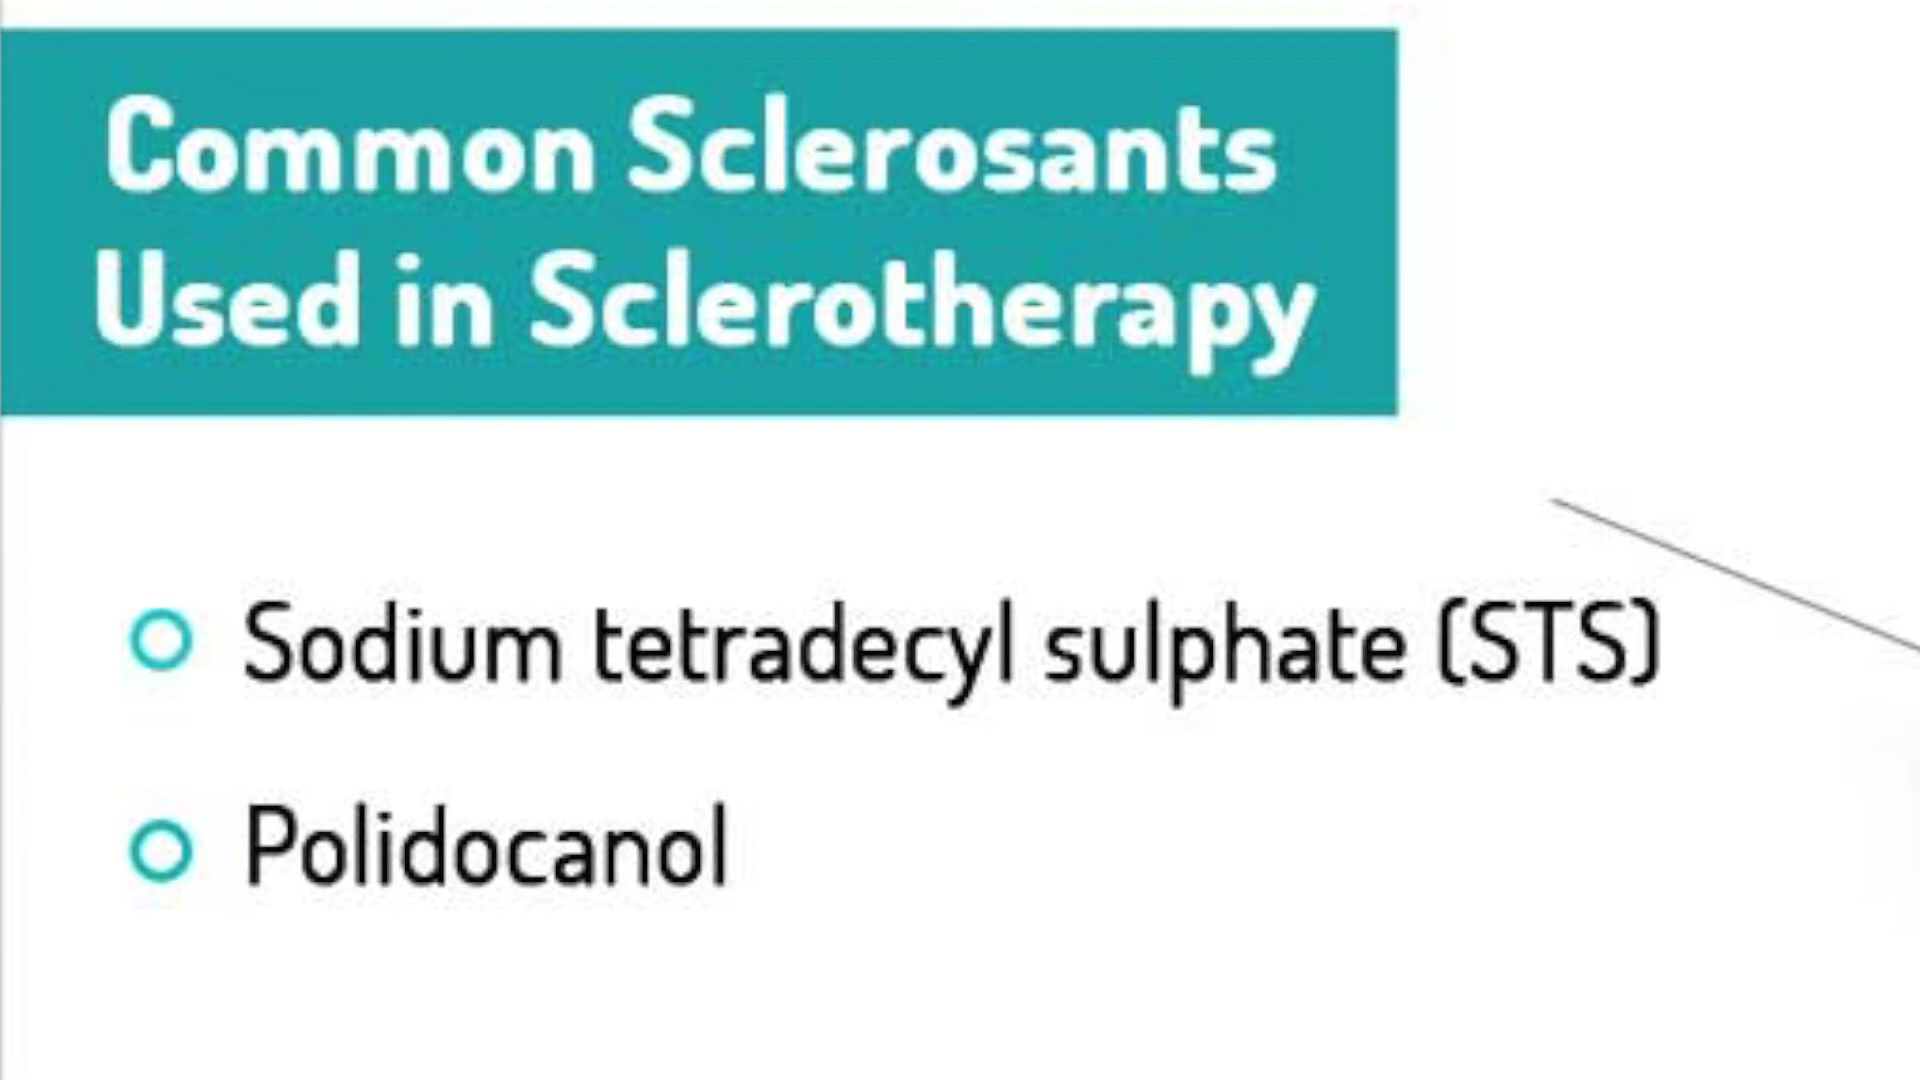 Common Sclerosants
Used in Sclerotherapy
Sodium tetradecyl sulphate (STS)
Polidocanol